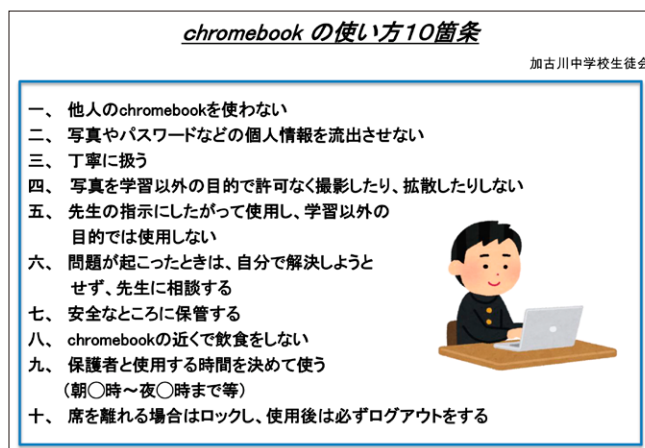 chromebook の使い方10箇条
加古川中学校生徒会
一、 他人のchromebookを使わない
二、 写真やパスワードなどの個人情報を流出させない
三、 丁寧に扱う
四、 写真を学習以外の目的で許可なく撮影したり、拡散したりしない
五、 先生の指示にしたがって使用し、学習以外の
目的では使用しない
六、 問題が起こったときは、自分で解決しようと
せず、先生に相談する
七、 安全なところに保管する
八、 chromebookの近くで飲食をしない
九、 保護者と使用する時間を決めて使う
（朝〇時～夜〇時まで等）
十、 席を離れる場合はロックし、使用後は必ずログアウトをする